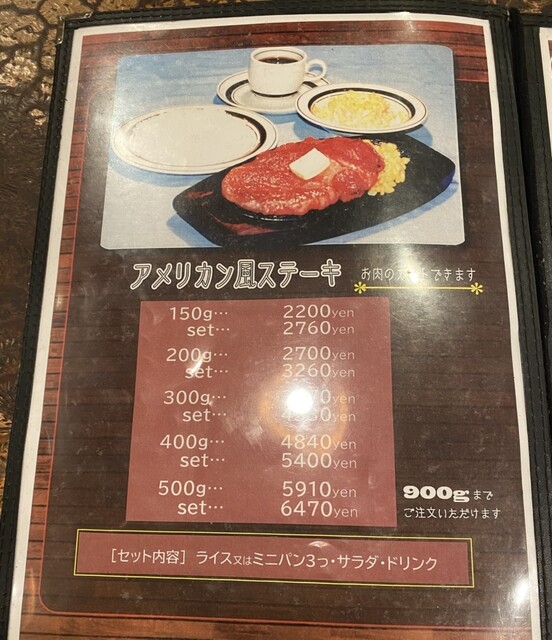 アメリカン風ステーキ
お肉の できます
150g… 2200yen
set… 2760yen
200g… 2700yen
set… 3260yen
300g… yen
set… yen
400g… 4840yen
set… 5400yen
500g… 5910yen
set… 6470yen
900gまで
ご注文いただけます
[セット内容] ライス又はミニパン3つ・サラダ・ドリンク